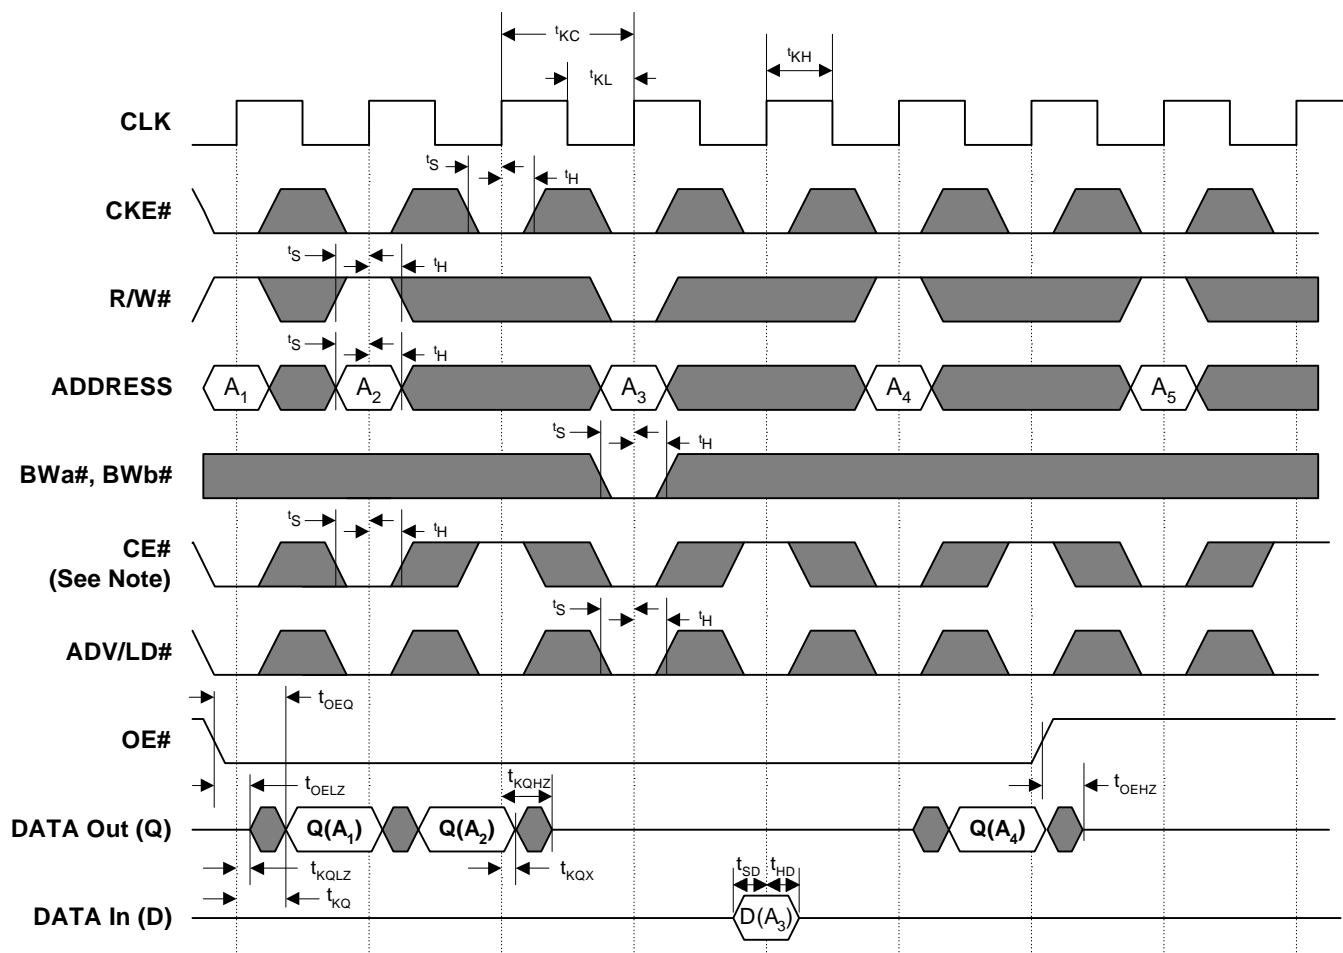 tKC
tKH
tKL
CLK
tS
tH
CKE#
tS
tH
R/W#
tS
tH
ADDRESS
A1
A2
A3
A4
A5
tS
tH
BWa#, BWb#
tS
tH
CE#
(See Note)
tS
tH
ADV/LD#
tOEQ
OE#
tOELZ
tKQHZ
tOEHZ
DATA Out (Q)
Q(A1)
Q(A2)
Q(A4)
tKQLZ
tKQX
tSD
tHD
tKQ
DATA In (D)
D(A3)